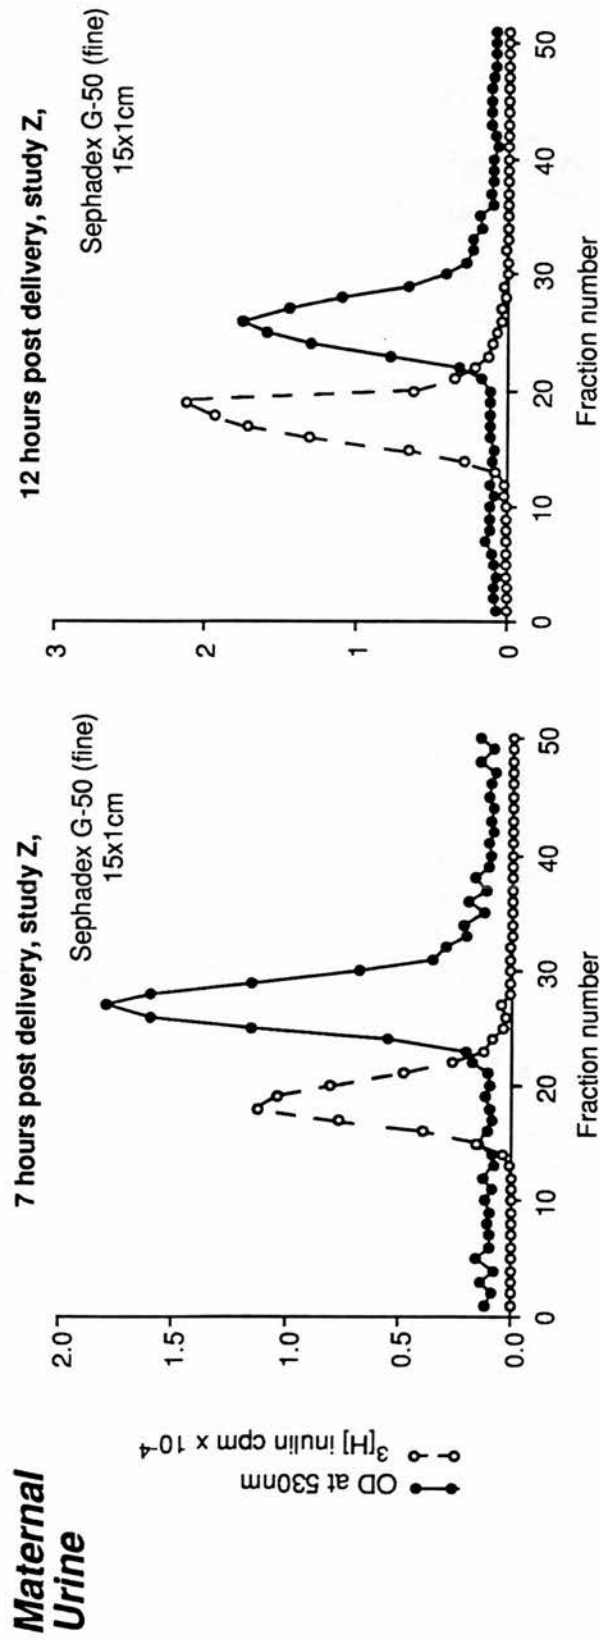 Maternal
Urine
OD at 530nm
³[H] inulin cpm x 10⁻⁴
7 hours post delivery, study Z,
Sephadex G-50 (fine)
15x1cm
2.0
1.5
1.0
0.5
0.0
0 10 20 30 40 50
Fraction number
12 hours post delivery, study Z,
Sephadex G-50 (fine)
15x1cm
3
2
1
0
0 10 20 30 40 50
Fraction number